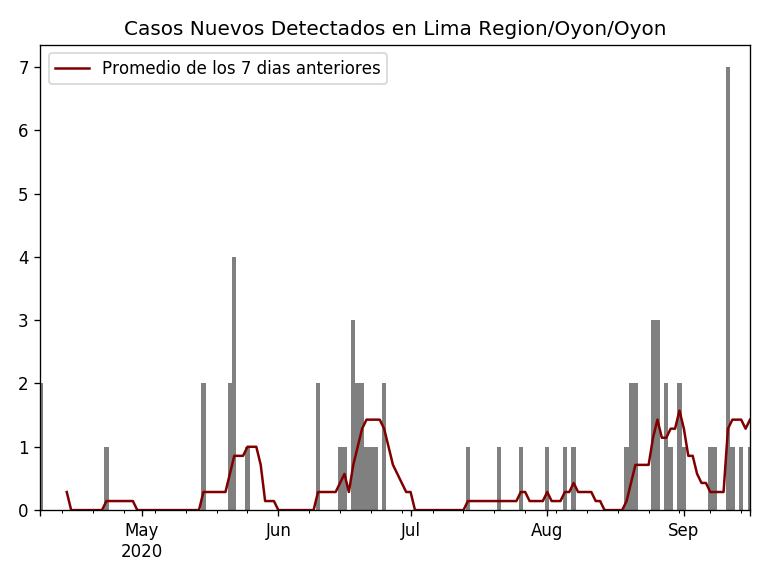 Casos Nuevos Detectados en Lima Region/Oyon/Oyon
Promedio de los 7 dias anteriores
7
6
5
4
3
2
1
0
May
2020
Jun
Jul
Aug
Sep